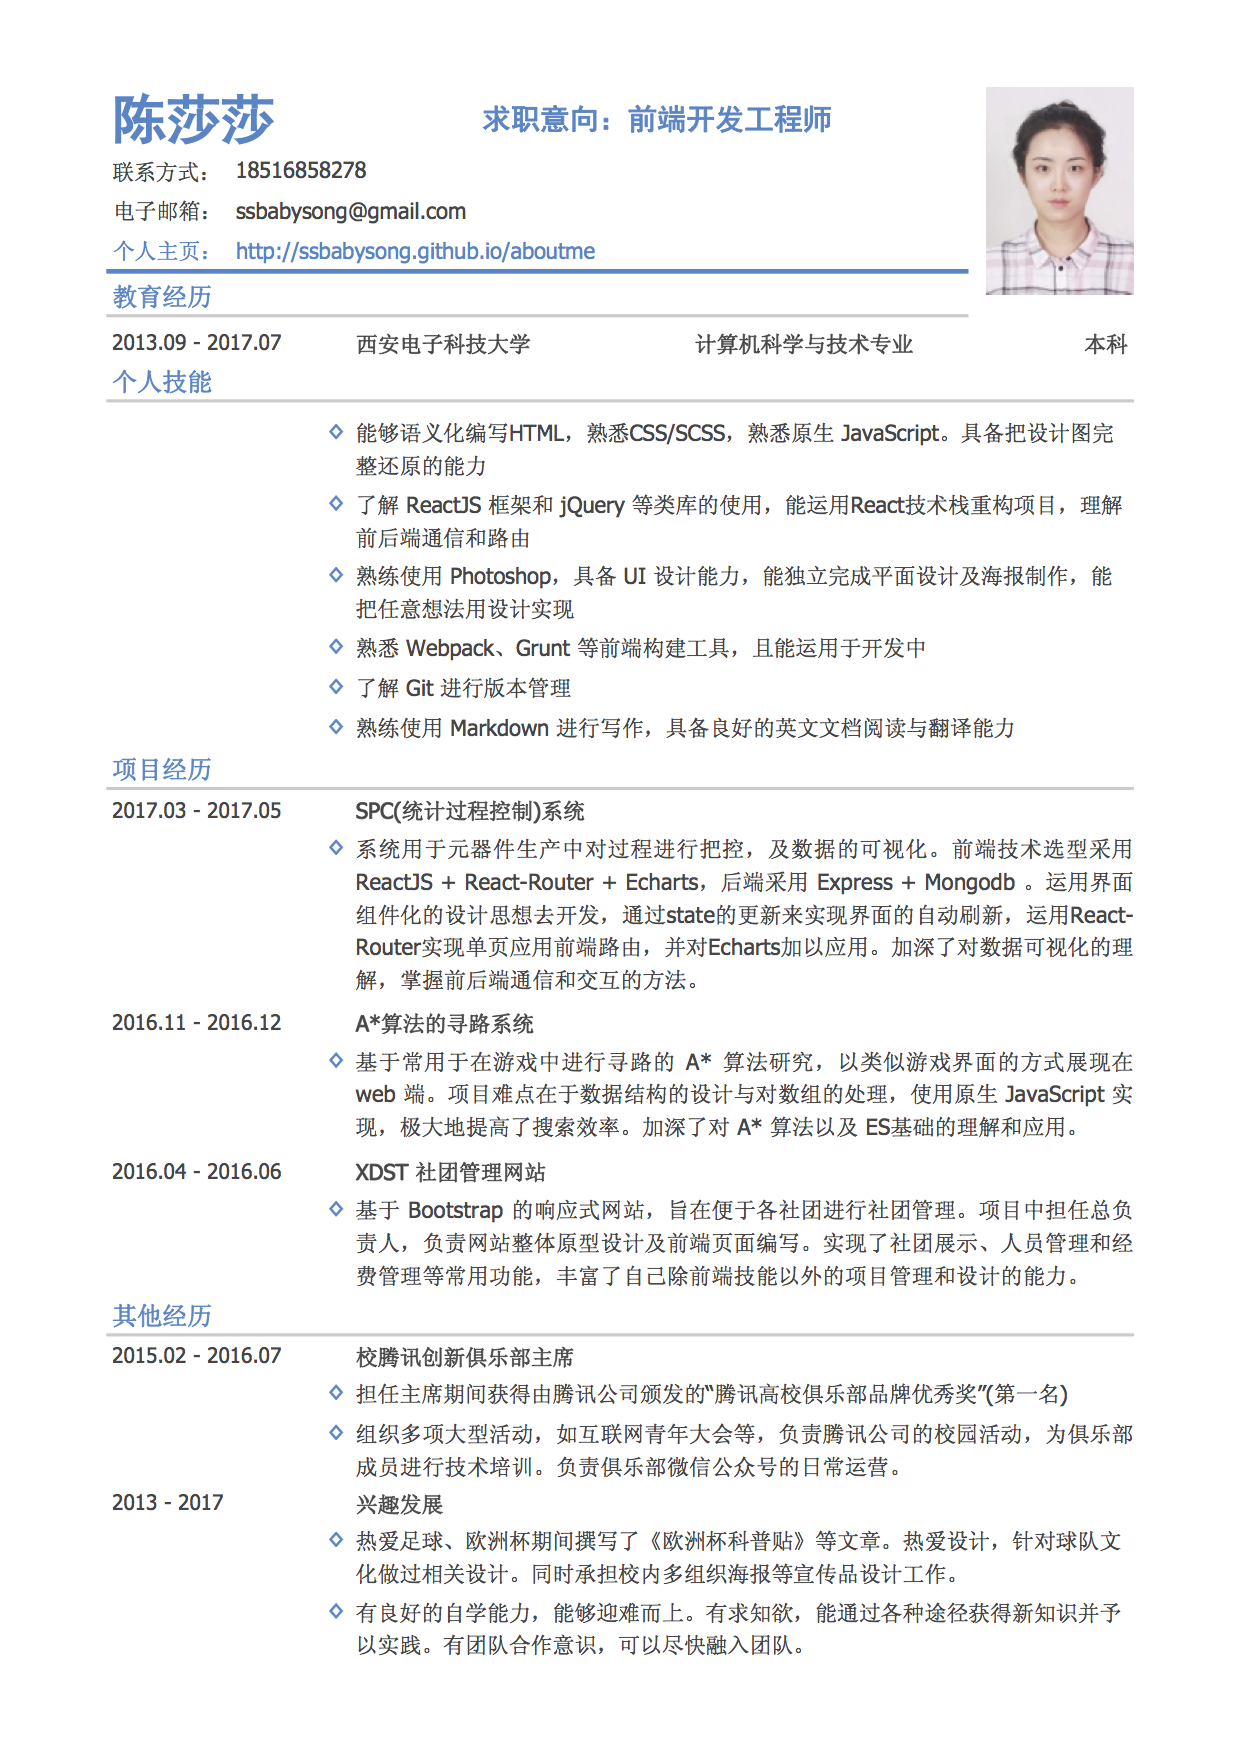 陈莎莎
求职意向：前端开发工程师
联系方式： 18516858278
电子邮箱： ssbabysong@gmail.com
个人主页： http://ssbabysong.github.io/aboutme
教育经历
2013.09 - 2017.07 西安电子科技大学 计算机科学与技术专业 本科
个人技能
能够语义化编写HTML，熟悉CSS/SCSS，熟悉原生 JavaScript。具备把设计图完
整还原的能力
了解 ReactJS 框架和 jQuery 等类库的使用，能运用React技术栈重构项目，理解
前后端通信和路由
熟练使用 Photoshop，具备 UI 设计能力，能独立完成平面设计及海报制作，能
把任意想法用设计实现
熟悉 Webpack、Grunt 等前端构建工具，且能运用于开发中
了解 Git 进行版本管理
熟练使用 Markdown 进行写作，具备良好的英文文档阅读与翻译能力
项目经历
2017.03 - 2017.05 SPC(统计过程控制)系统
系统用于元器件生产中对过程进行把控，及数据的可视化。前端技术选型采用
ReactJS + React-Router + Echarts，后端采用 Express + Mongodb 。运用界面
组件化的设计思想去开发，通过state的更新来实现界面的自动刷新，运用React-
Router实现单页应用前端路由，并对Echarts加以应用。加深了对数据可视化的理
解，掌握前后端通信和交互的方法。
2016.11 - 2016.12 A*算法的寻路系统
基于常用于在游戏中进行寻路的 A* 算法研究，以类似游戏界面的方式展现在
web 端。项目难点在于数据结构的设计与对数组的处理，使用原生 JavaScript 实
现，极大地提高了搜索效率。加深了对 A* 算法以及 ES基础的理解和应用。
2016.04 - 2016.06 XDST 社团管理网站
基于 Bootstrap 的响应式网站，旨在便于各社团进行社团管理。项目中担任总负
责人，负责网站整体原型设计及前端页面编写。实现了社团展示、人员管理和经
费管理等常用功能，丰富了自己除前端技能以外的项目管理和设计的能力。
其他经历
2015.02 - 2016.07 校腾讯创新俱乐部主席
担任主席期间获得由腾讯公司颁发的“腾讯高校俱乐部品牌优秀奖”(第一名)
组织多项大型活动，如互联网青年大会等，负责腾讯公司的校园活动，为俱乐部
成员进行技术培训。负责俱乐部微信公众号的日常运营。
2013 - 2017 兴趣发展
热爱足球、欧洲杯期间撰写了《欧洲杯科普贴》等文章。热爱设计，针对球队文
化做过相关设计。同时承担校内多组织海报等宣传品设计工作。
有良好的自学能力，能够迎难而上。有求知欲，能通过各种途径获得新知识并予
以实践。有团队合作意识，可以尽快融入团队。